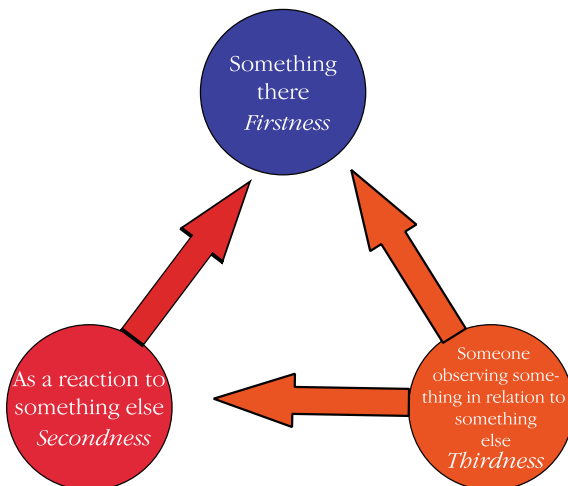 Something
there
Firstness
As a reaction to
something else
Secondness
Someone
observing some-
thing in relation to
something
else
Thirdness